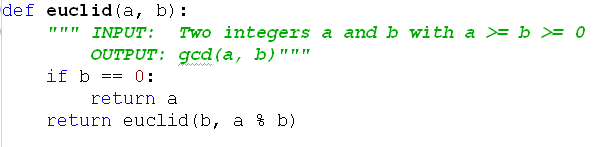 def euclid(a, b):
    """ INPUT:  Two integers a and b with a >= b >= 0
        OUTPUT: gcd(a, b)"""
    if b == 0:
        return a
    return euclid(b, a % b)